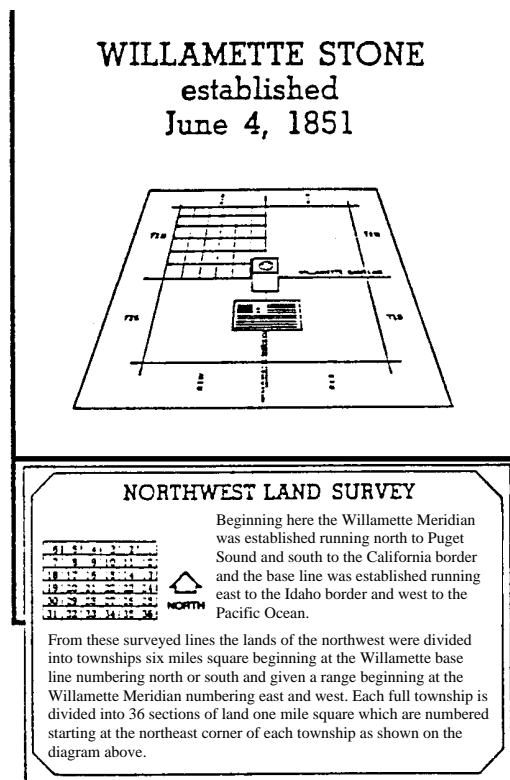 WILLAMETTE STONE
established
June 4, 1851
T1N
T1N
T1S
T1S
R1W
R1E
NORTHWEST LAND SURVEY
Beginning here the Willamette Meridian
was established running north to Puget
Sound and south to the California border
and the base line was established running
east to the Idaho border and west to the
Pacific Ocean.
NORTH
From these surveyed lines the lands of the northwest were divided
into townships six miles square beginning at the Willamette base
line numbering north or south and given a range beginning at the
Willamette Meridian numbering east and west. Each full township is
divided into 36 sections of land one mile square which are numbered
starting at the northeast corner of each township as shown on the
diagram above.